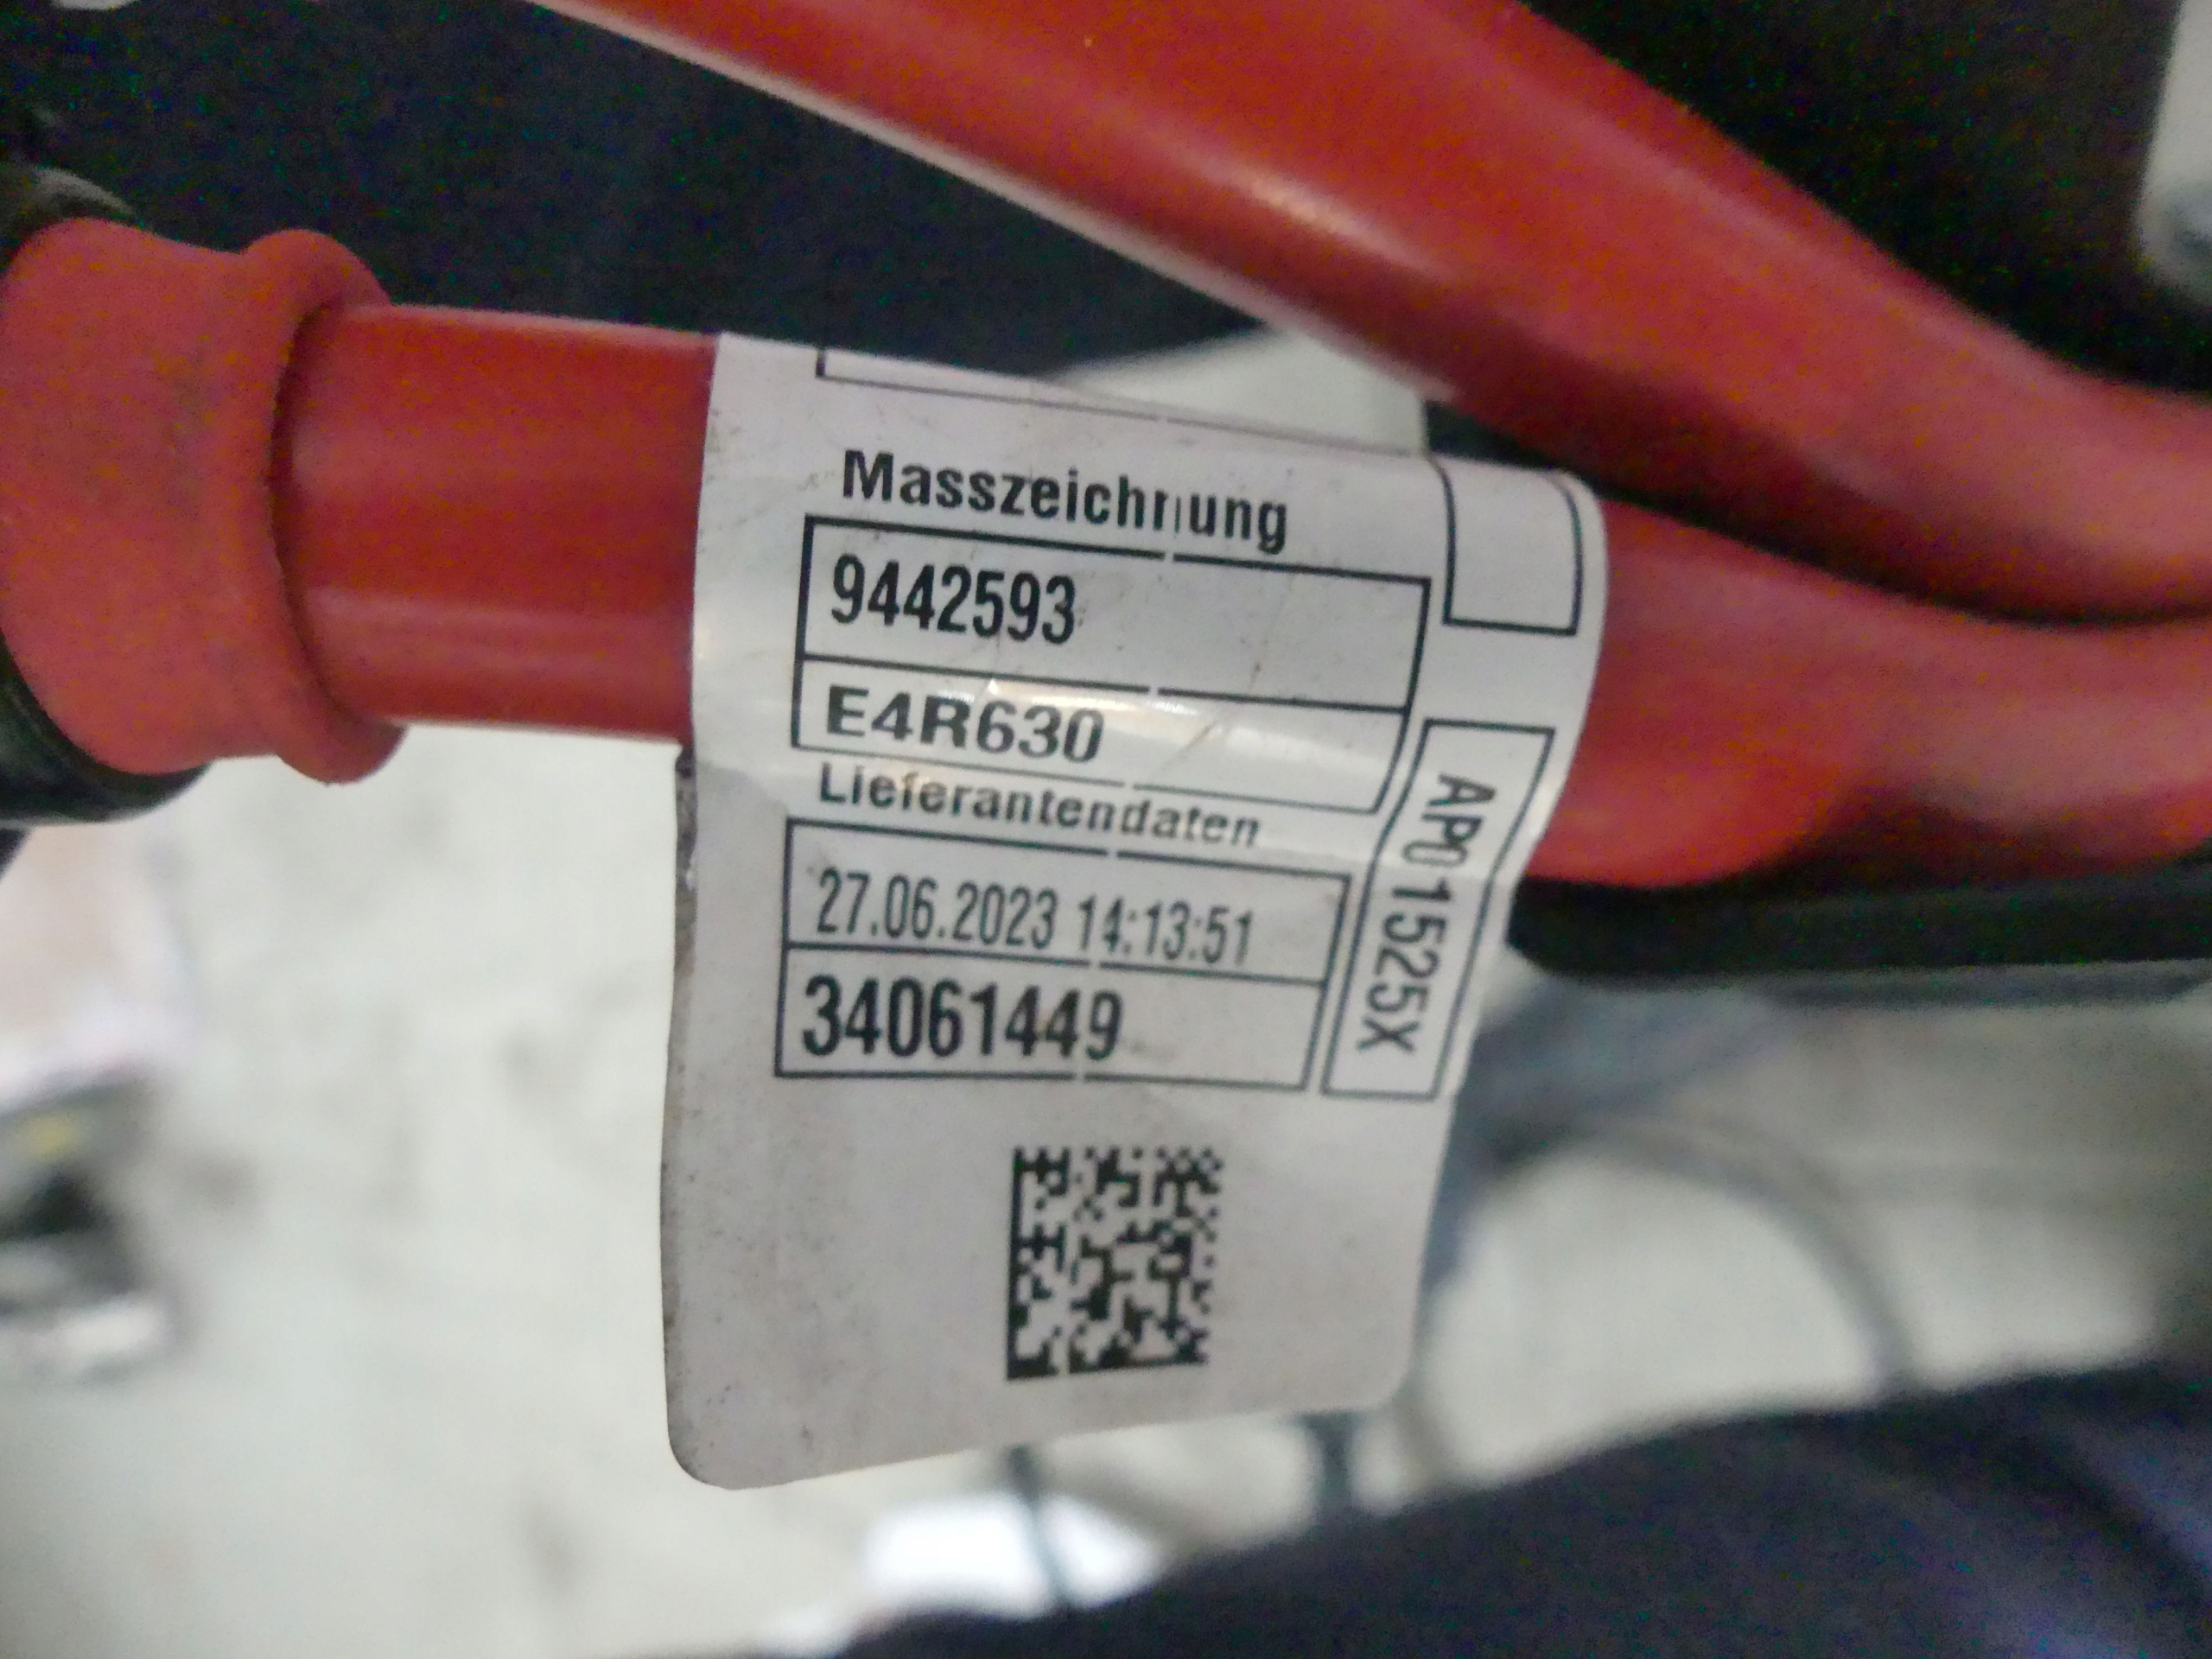 Masszeichnung
9442593
E4R630
Lieferantendaten
27.06.2023 14:13:51
34061449
AP01525X